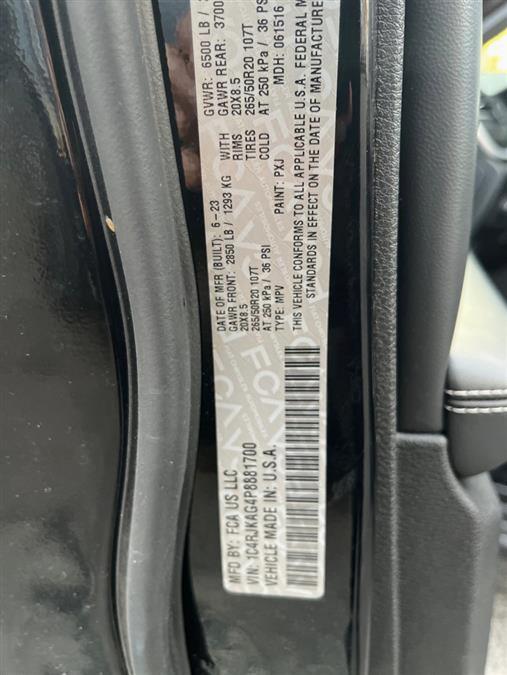 MFD BY: FCA US LLC
DATE OF MFR (BUILT): 6-23
GVWR: 6500 LB /
GAWR FRONT: 2850 LB / 1293 KG WITH
GAWR REAR: 3700
20X8.5 RIMS
20X8.5
265/50R20 107T TIRES
265/50R20 107T
AT 250 kPa / 36 PSI COLD
AT 250 kPa / 36 PSI
VIN: 1C4RJKAG4P8881700
TYPE: MPV
PAINT: PXJ
MDH: 061516
VEHICLE MADE IN: U.S.A.
THIS VEHICLE CONFORMS TO ALL APPLICABLE U.S.A. FEDERAL
STANDARDS IN EFFECT ON THE DATE OF MANUFACTURE